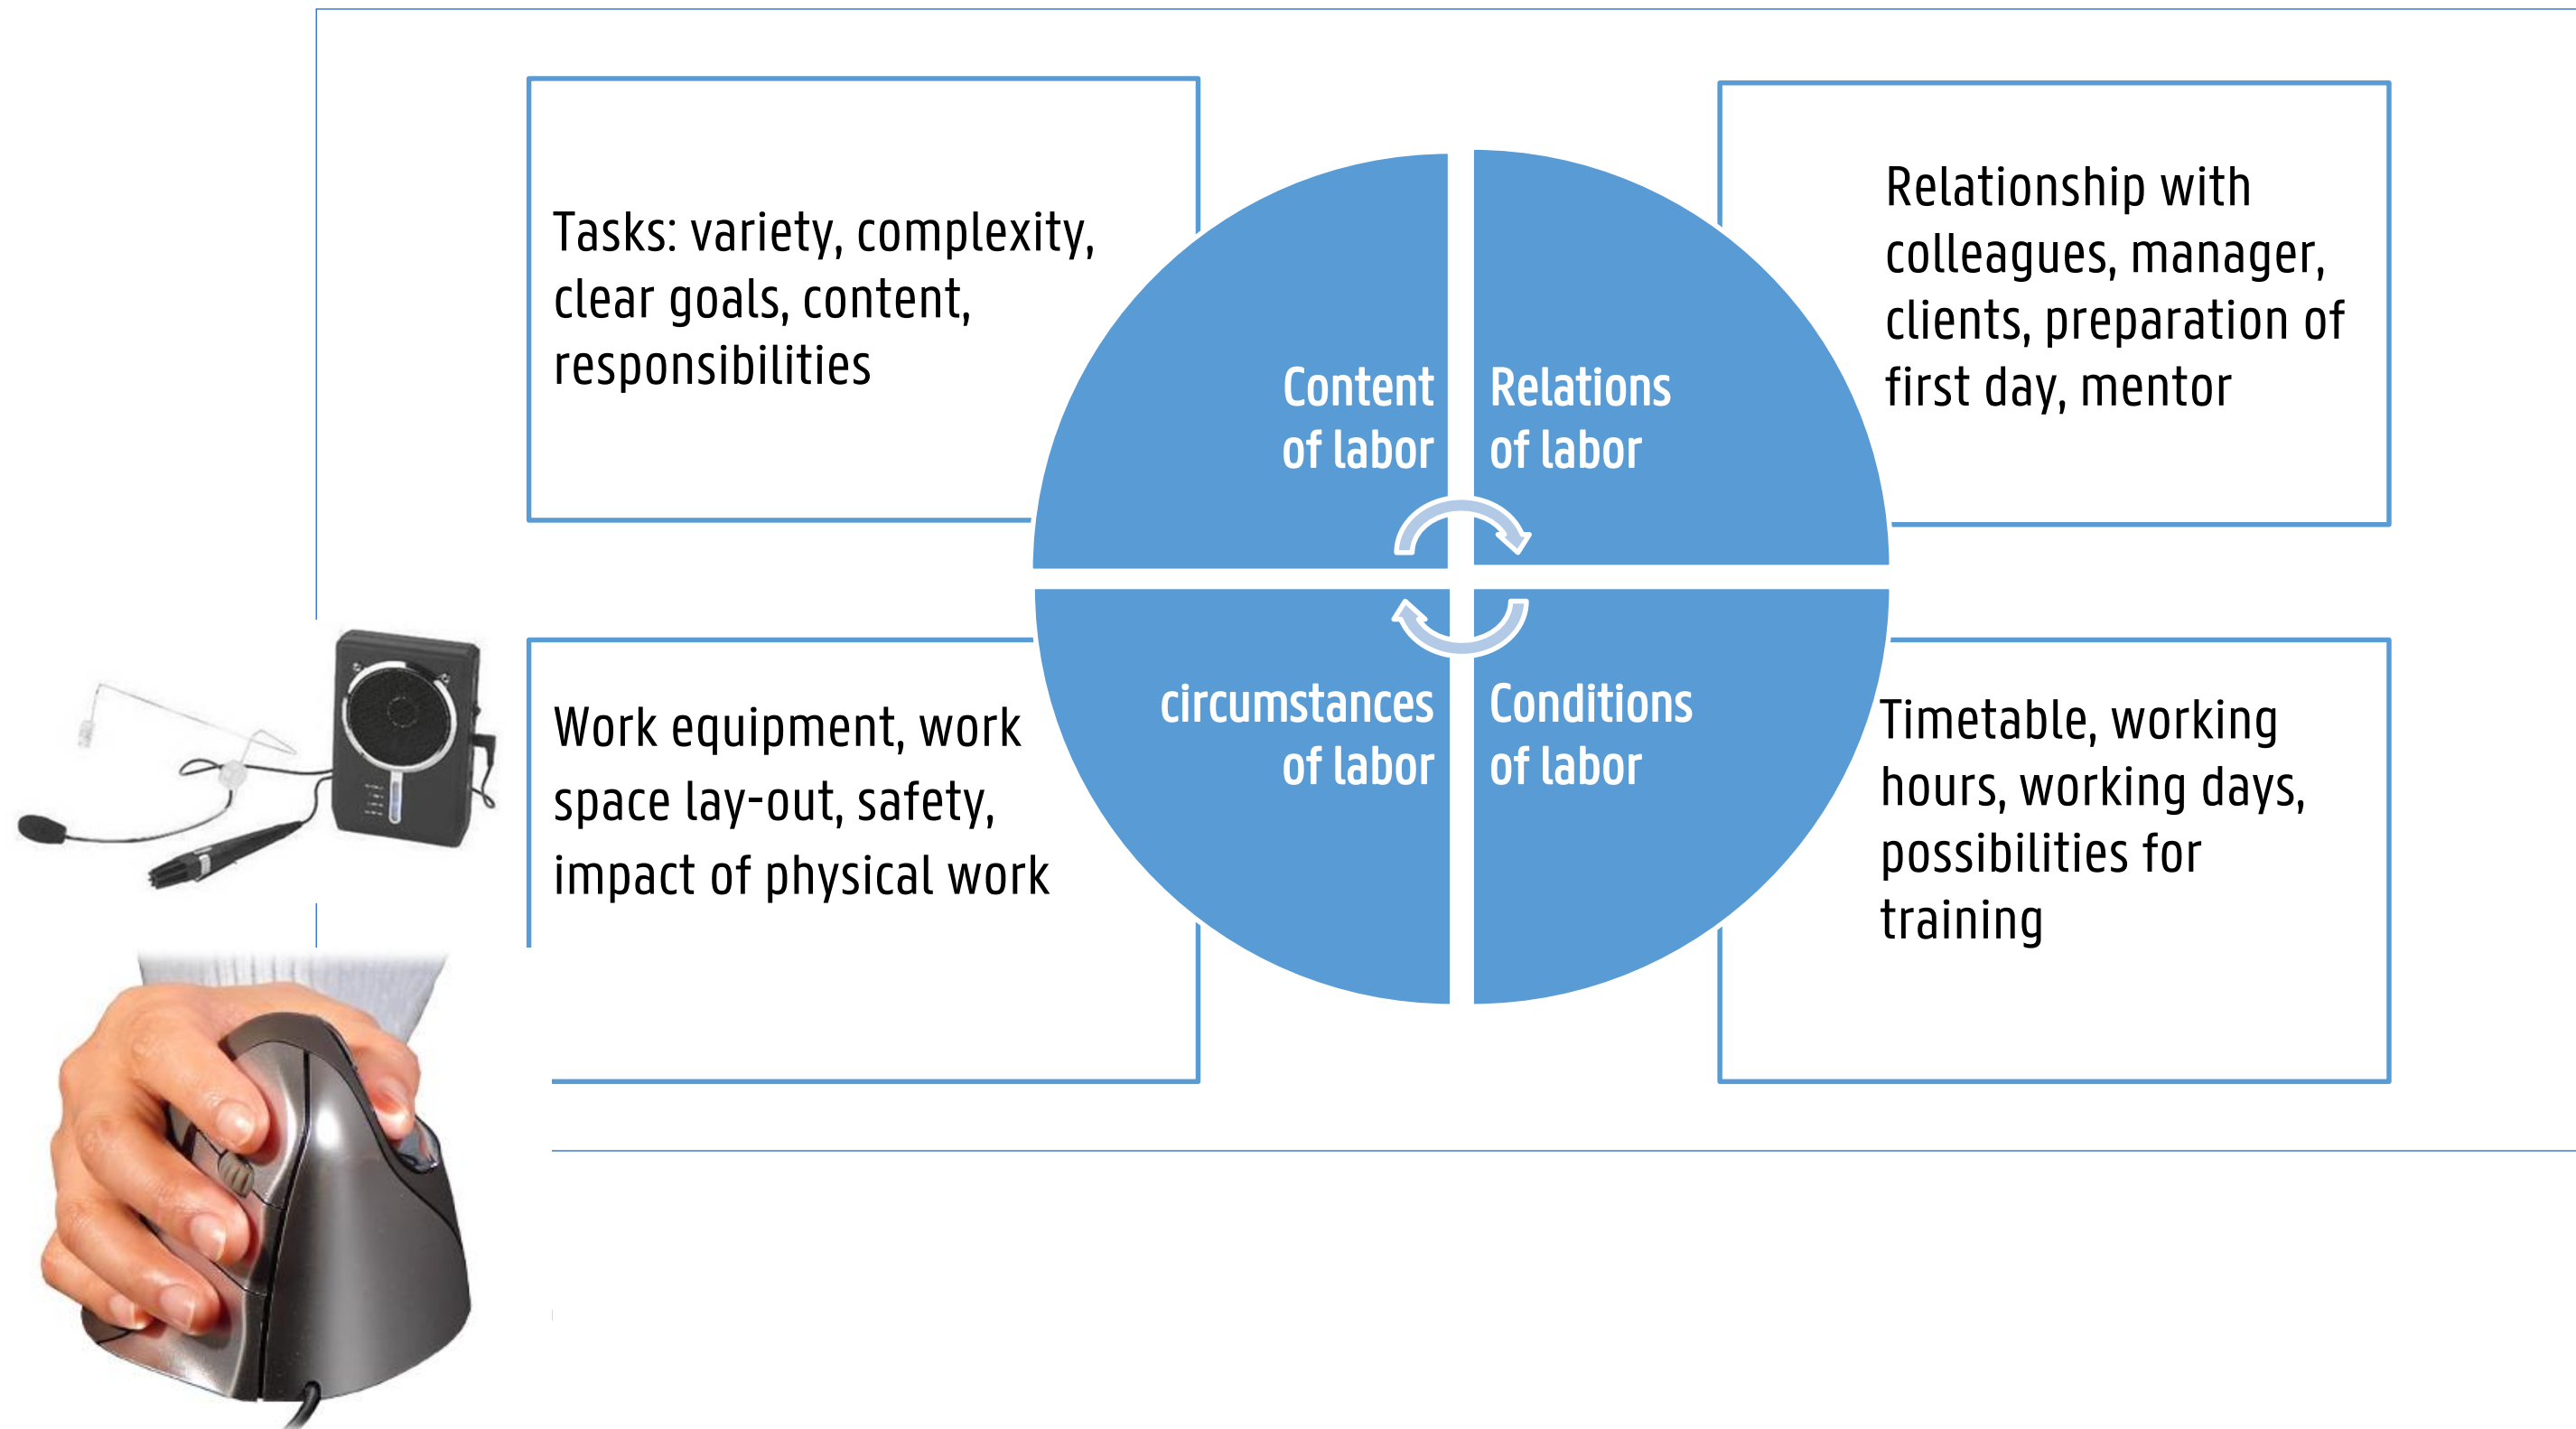 Tasks: variety, complexity,
clear goals, content,
responsibilities
Relationship with
colleagues, manager,
clients, preparation of
first day, mentor
Content
of labor
Relations
of labor
circumstances
of labor
Conditions
of labor
Work equipment, work
space lay-out, safety,
impact of physical work
Timetable, working
hours, working days,
possibilities for
training